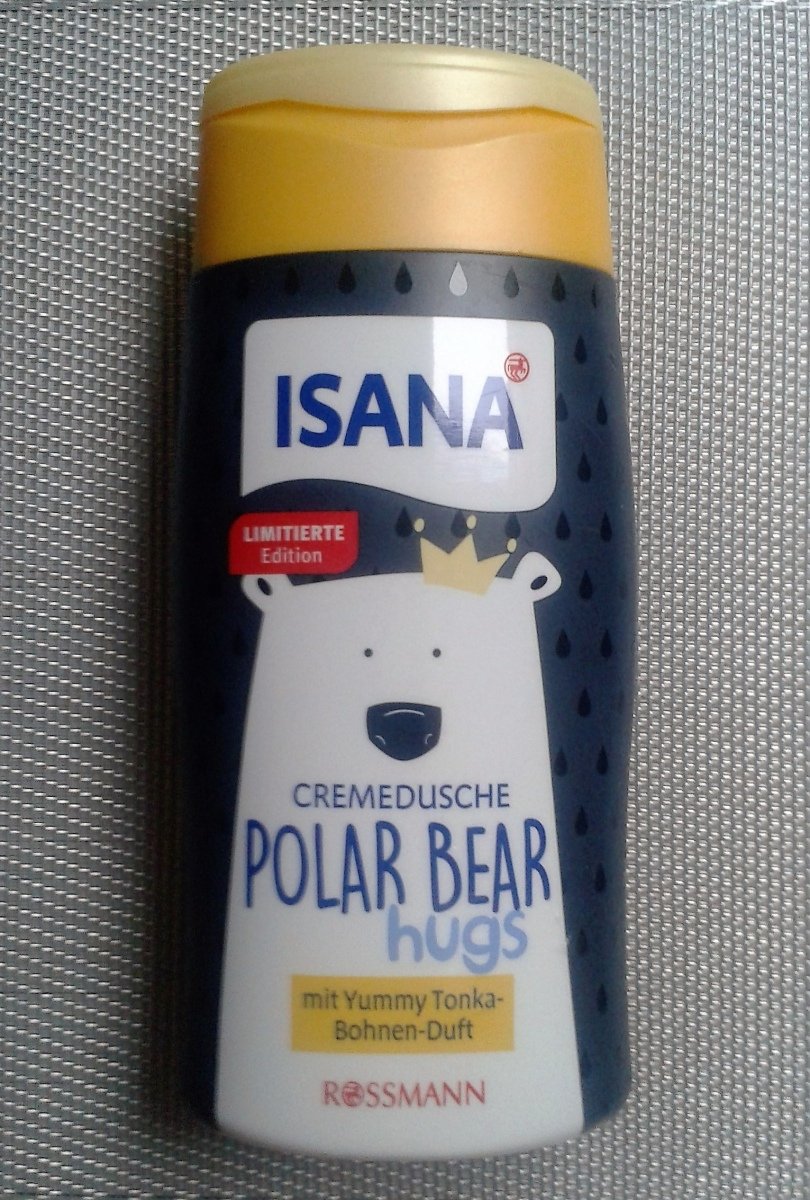 ISANA
LIMITIERTE
Edition
CREMEDUSCHE
POLAR BEAR
hugs
mit Yummy Tonka-
Bohnen-Duft
ROSSMANN